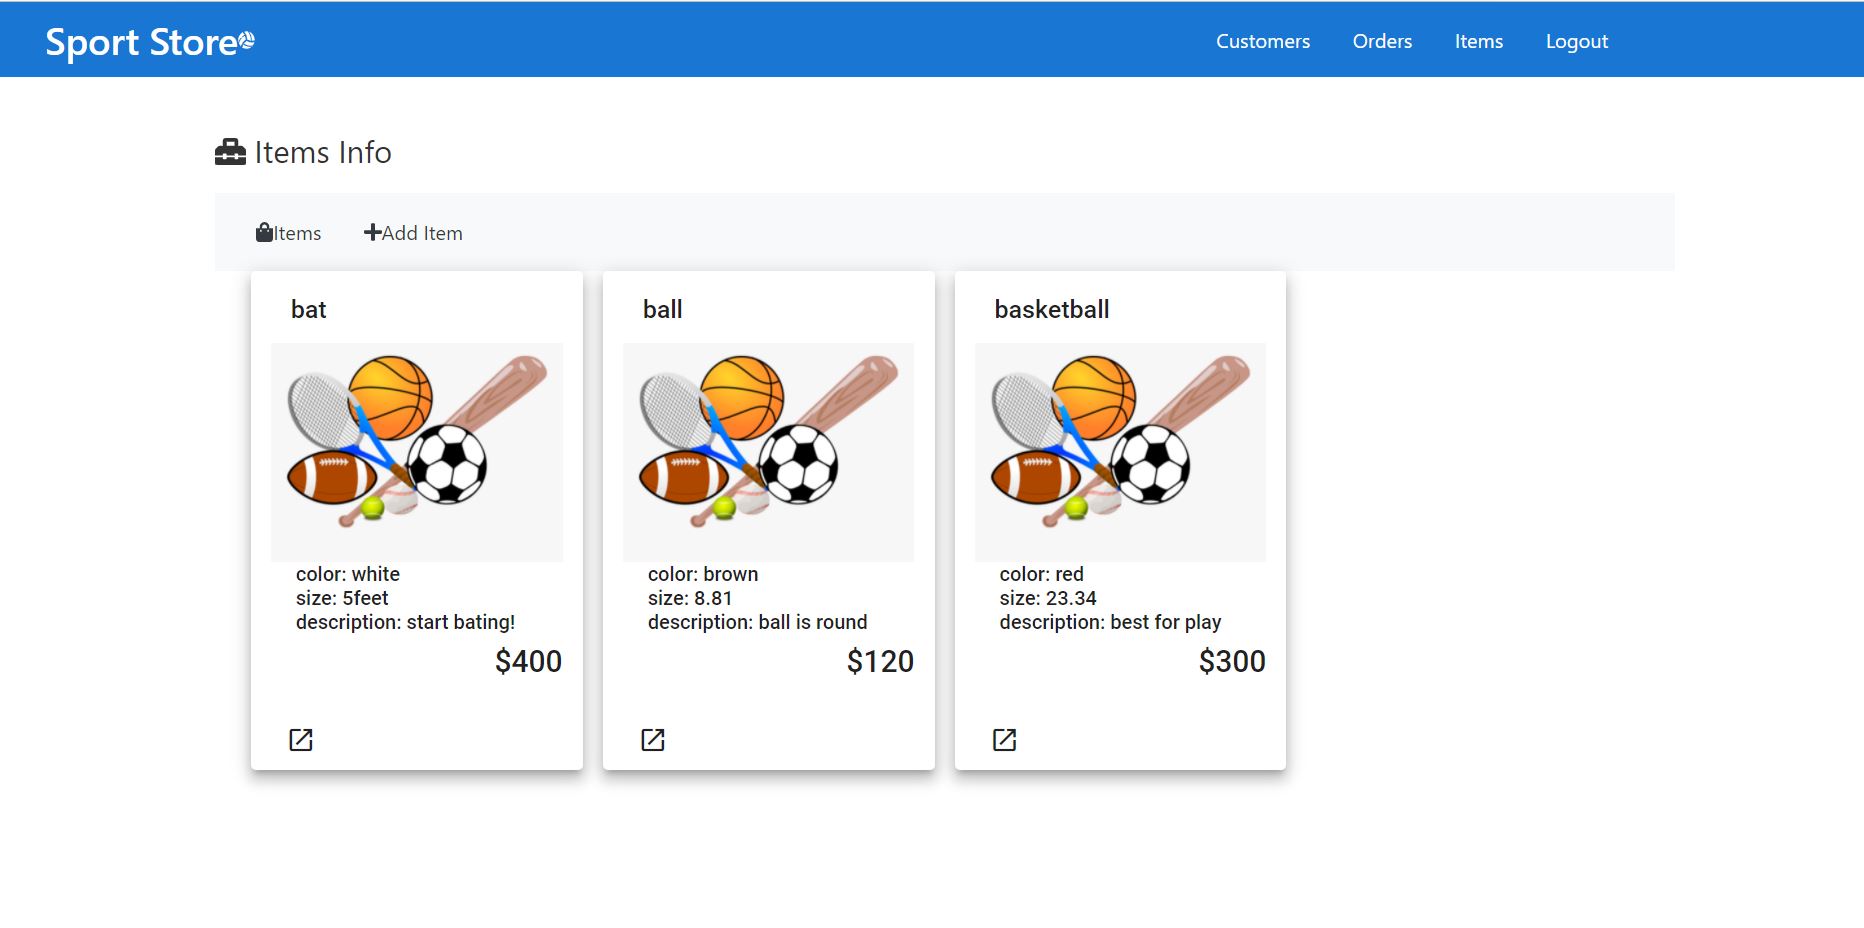 Sport Store
Customers Orders Items Logout
Items Info
Items Add Item
bat
color: white
size: 5feet
description: start bating!
$400
ball
color: brown
size: 8.81
description: ball is round
$120
basketball
color: red
size: 23.34
description: best for play
$300